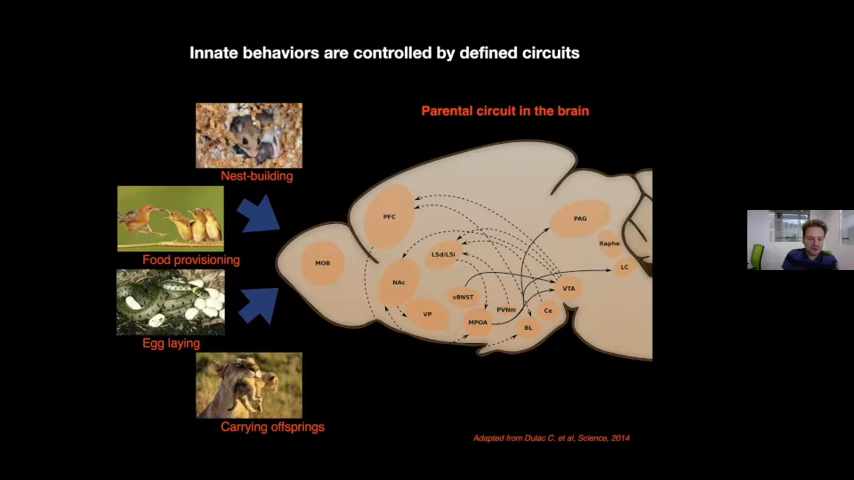 Innate behaviors are controlled by defined circuits
Parental circuit in the brain
Nest-building
Food provisioning
Egg laying
Carrying offsprings
PFC
PAG
Raphe
MOB
LSd/LSi
LC
NAc
VTA
vBNST
VP
MPOA
PVNm
Ce
BL
Adapted from Dulac C. et al, Science, 2014